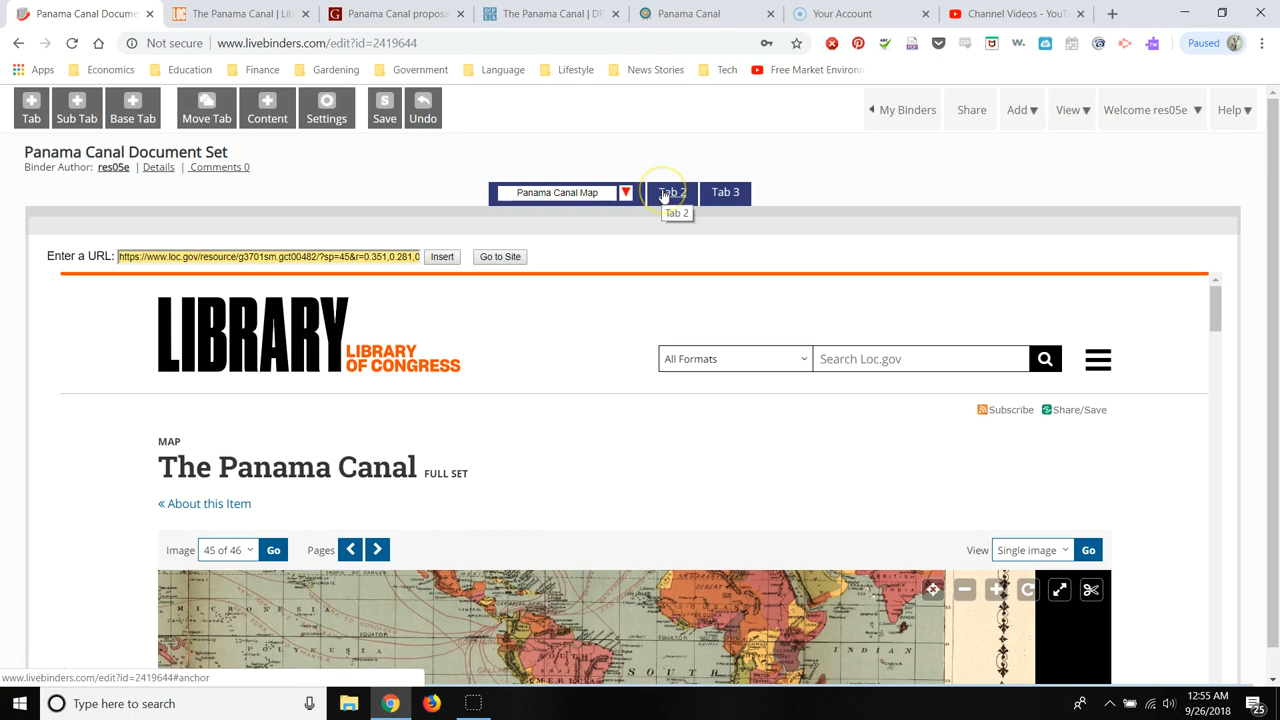 Panama Canal Docume
The Panama Canal | Lib
Panama Canal proposa
The Panama Canal | DP
Panama Canal
Your Account
Channel Videos - YouT
Not secure
www.livebinders.com/edit?id=2419644
Paused
Apps
Economics
Education
Finance
Gardening
Government
Language
Lifestyle
News Stories
Tech
Free Market Environ
Tab
Sub Tab
Base Tab
Move Tab
Content
Settings
Save
Undo
My Binders
Share
Add
View
Welcome res05e
Help
Panama Canal Document Set
Binder Author: res05e | Details | Comments 0
Panama Canal Map
Tab 2
Tab 3
Tab 2
Enter a URL: https://www.loc.gov/resource/g3701sm.gct00482/?sp=45&r=0.351,0.281,0
Insert
Go to Site
LIBRARY
LIBRARY OF CONGRESS
All Formats
Search Loc.gov
Subscribe
Share/Save
MAP
The Panama Canal FULL SET
« About this Item
Image 45 of 46 Go Pages
View Single image Go
EQUATOR
EQUATOR
SOUTH
SOUTH
www.livebinders.com/edit?id=2419644#anchor
Type here to search
12:55 AM
9/26/2018
25